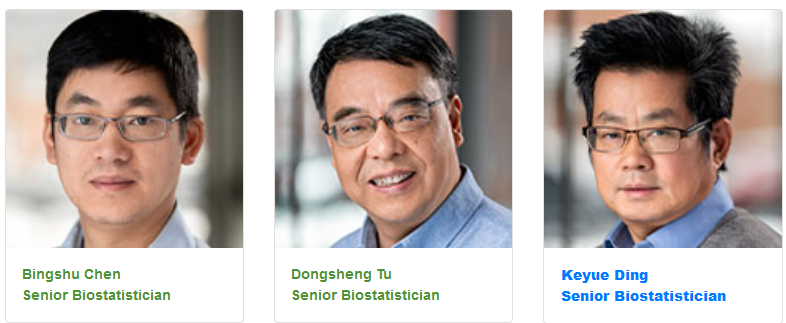 Bingshu Chen
Senior Biostatistician
Dongsheng Tu
Senior Biostatistician
Keyue Ding
Senior Biostatistician